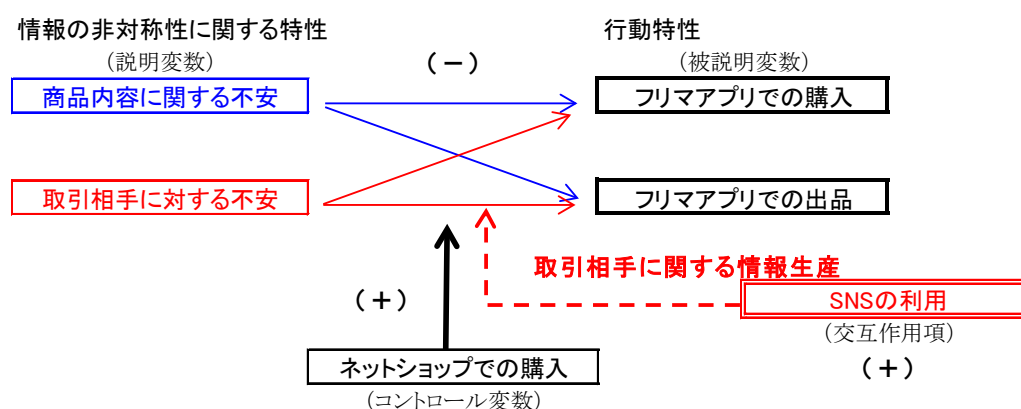 情報の非対称性に関する特性
行動特性
（説明変数）
（－）
（被説明変数）
商品内容に関する不安
フリマアプリでの購入
取引相手に対する不安
フリマアプリでの出品
取引相手に関する情報生産
（＋）
SNSの利用
（交互作用項）
（＋）
ネットショップでの購入
（コントロール変数）